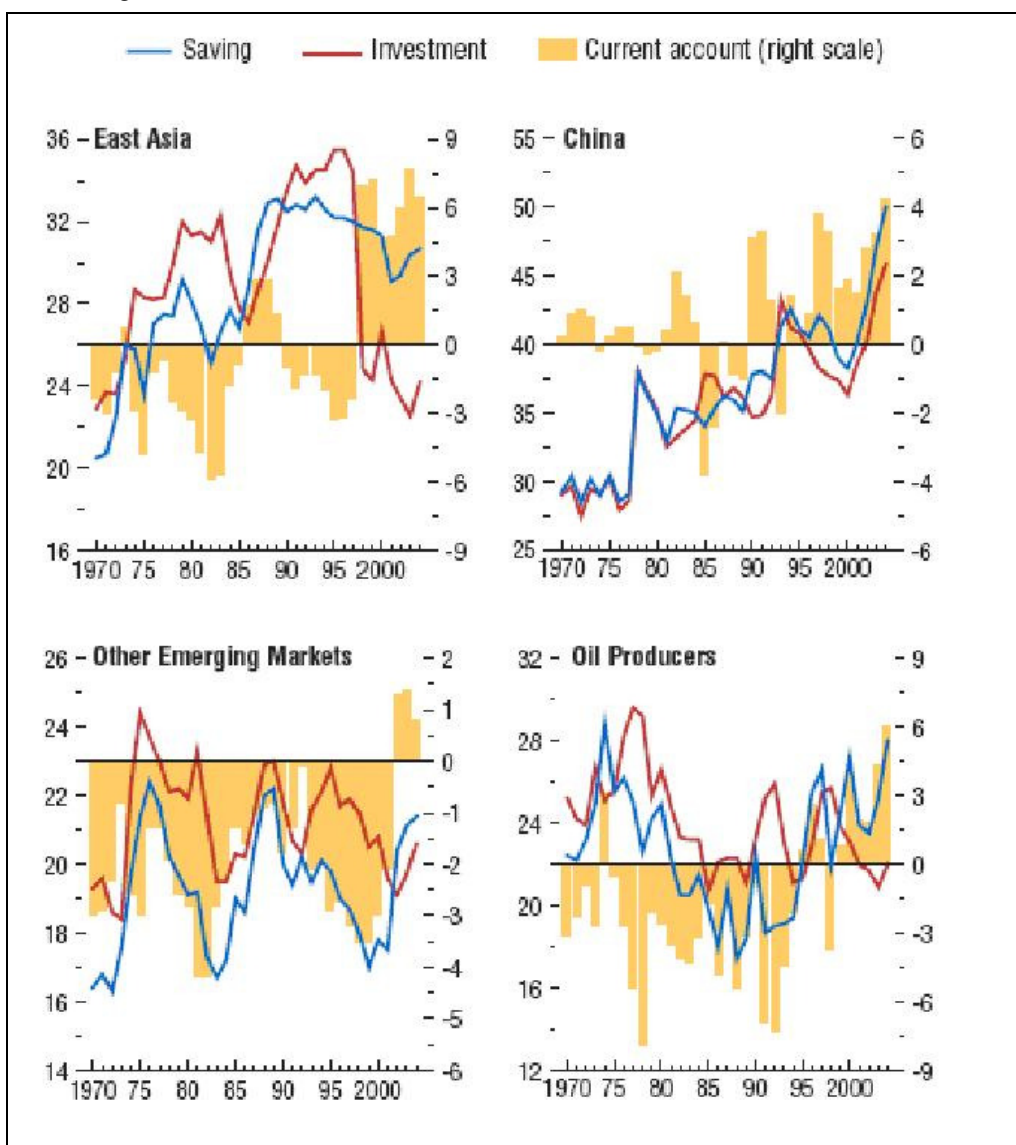 Saving Investment Current account (right scale)
East Asia
36 32 28 24 20 16
9 6 3 0 -3 -6 -9
1970 75 80 85 90 95 2000
China
55 50 45 40 35 30 25
6 4 2 0 -2 -4 -6
1970 75 80 85 90 95 2000
Other Emerging Markets
26 24 22 20 18 16 14
2 1 0 -1 -2 -3 -4 -5 -6
1970 75 80 85 90 95 2000
Oil Producers
32 28 24 20 16 12
9 6 3 0 -3 -6 -9
1970 75 80 85 90 95 2000